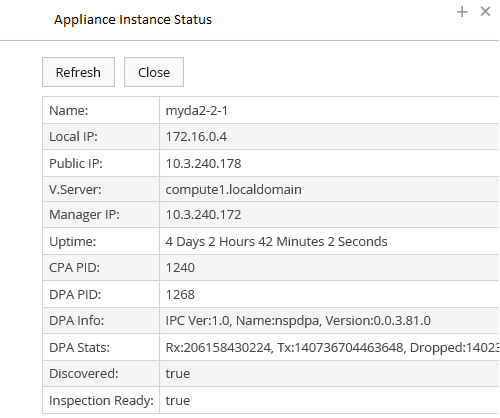 Appliance Instance Status
Refresh Close
Name: myda2-2-1
Local IP: 172.16.0.4
Public IP: 10.3.240.178
V.Server: compute1.localdomain
Manager IP: 10.3.240.172
Uptime: 4 Days 2 Hours 42 Minutes 2 Seconds
CPA PID: 1240
DPA PID: 1268
DPA Info: IPC Ver:1.0, Name:nspdpa, Version:0.0.3.81.0
DPA Stats: Rx:206158430224, Tx:140736704463648, Dropped:14023
Discovered: true
Inspection Ready: true